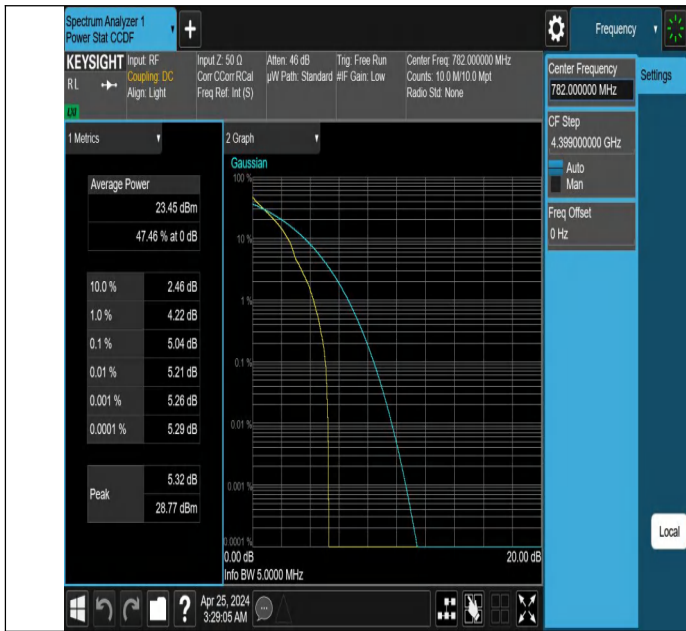 Spectrum Analyzer 1
Power Stat CCDF
+
Frequency
KEYSIGHT
RL
LXI
Input: RF
Coupling: DC
Align: Light
Input Z: 50 Ω
Corr CCorr RCal
Freq Ref: Int (S)
Atten: 46 dB
µW Path: Standard
Trig: Free Run
#IF Gain: Low
Center Freq: 782.000000 MHz
Counts: 10.0 M/10.0 Mpt
Radio Std: None
Center Frequency
782.000000 MHz
Settings
CF Step
4.399000000 GHz
Auto
Man
Freq Offset
0 Hz
1 Metrics
Average Power
23.45 dBm
47.46 % at 0 dB
10.0 % 2.46 dB
1.0 % 4.22 dB
0.1 % 5.04 dB
0.01 % 5.21 dB
0.001 % 5.26 dB
0.0001 % 5.29 dB
Peak
5.32 dB
28.77 dBm
2 Graph
Gaussian
100 %
10 %
1 %
0.1 %
0.01 %
0.001 %
0.0001 %
0.00 dB 20.00 dB
Info BW 5.0000 MHz
Local
?
Apr 25, 2024
3:29:05 AM